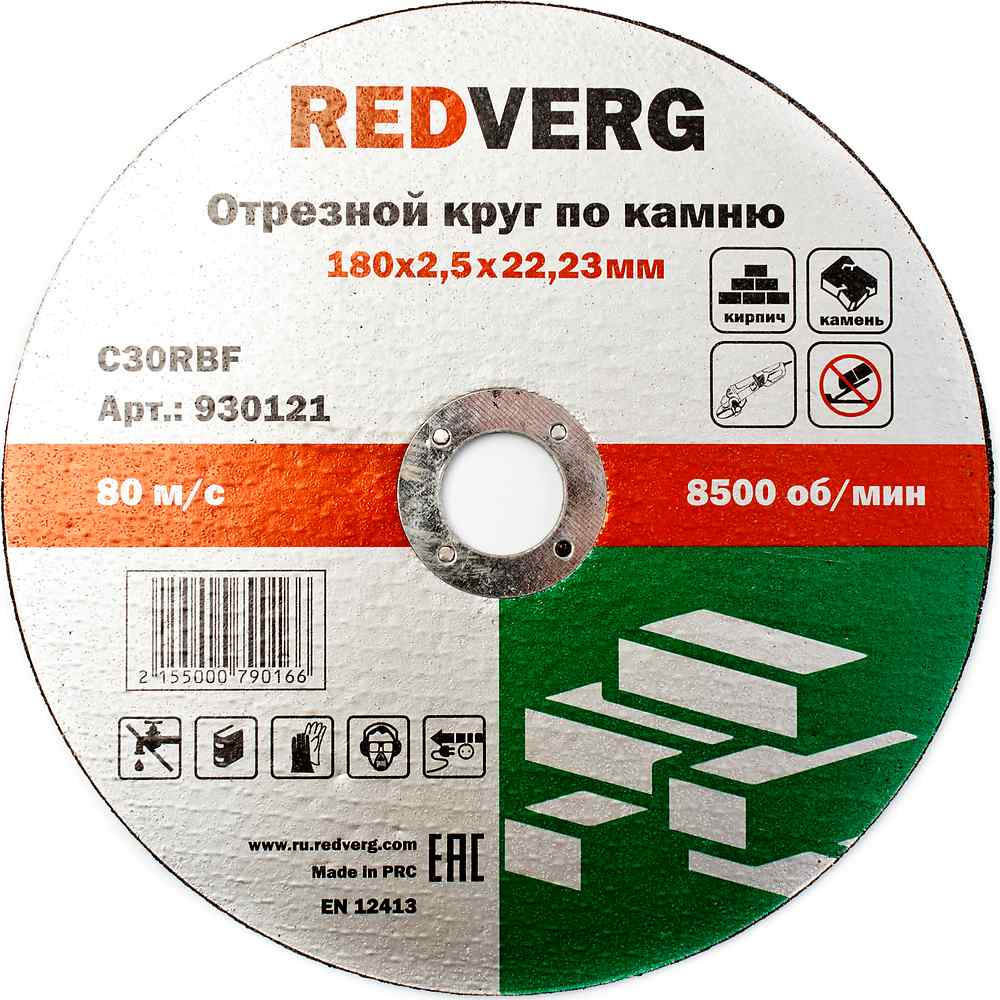 REDVERG
Отрезной круг по камню
180x2,5x22,23мм
кирпич
камень
C30RBF
Арт.: 930121
80 м/с
8500 об/мин
2 155000 790166
www.ru.redverg.com
Made in PRC
EAC
EN 12413